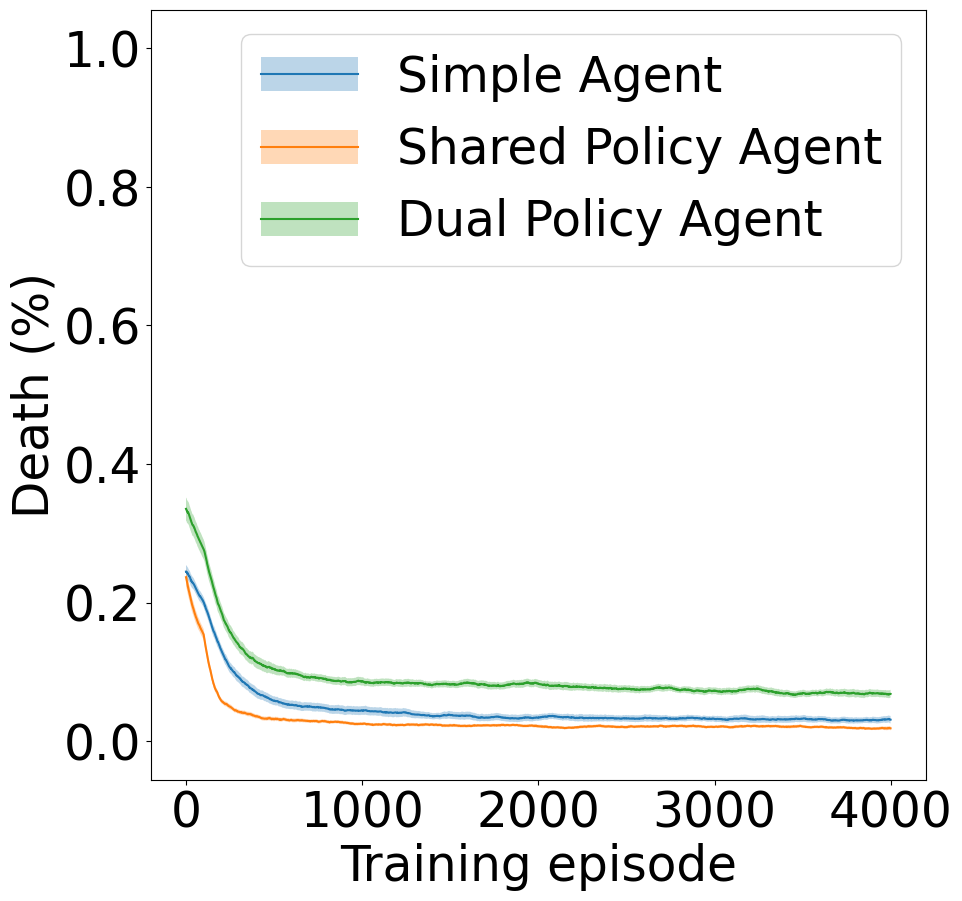 Death (%)
1.0
0.8
0.6
0.4
0.2
0.0
Simple Agent
Shared Policy Agent
Dual Policy Agent
0 1000 2000 3000 4000
Training episode